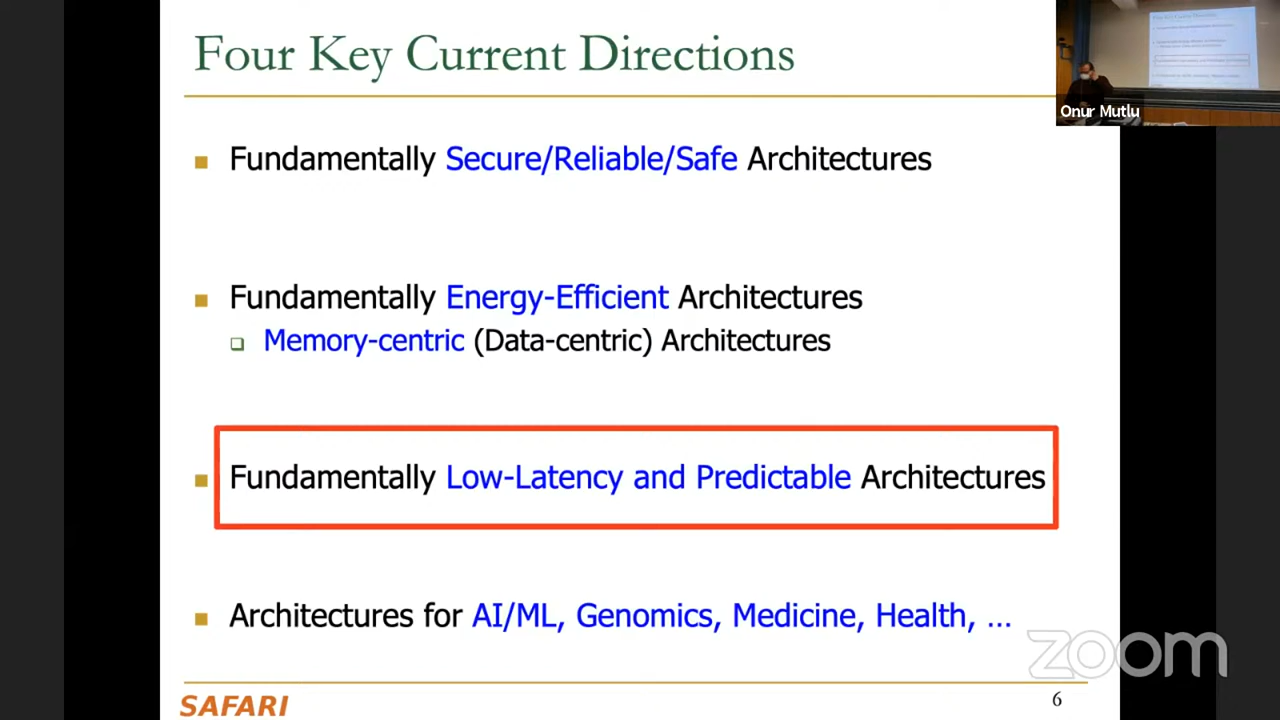 Four Key Current Directions
Onur Mutlu
Fundamentally Secure/Reliable/Safe Architectures
Fundamentally Energy-Efficient Architectures
Memory-centric (Data-centric) Architectures
Fundamentally Low-Latency and Predictable Architectures
Architectures for AI/ML, Genomics, Medicine, Health, …
zoom
SAFARI
6